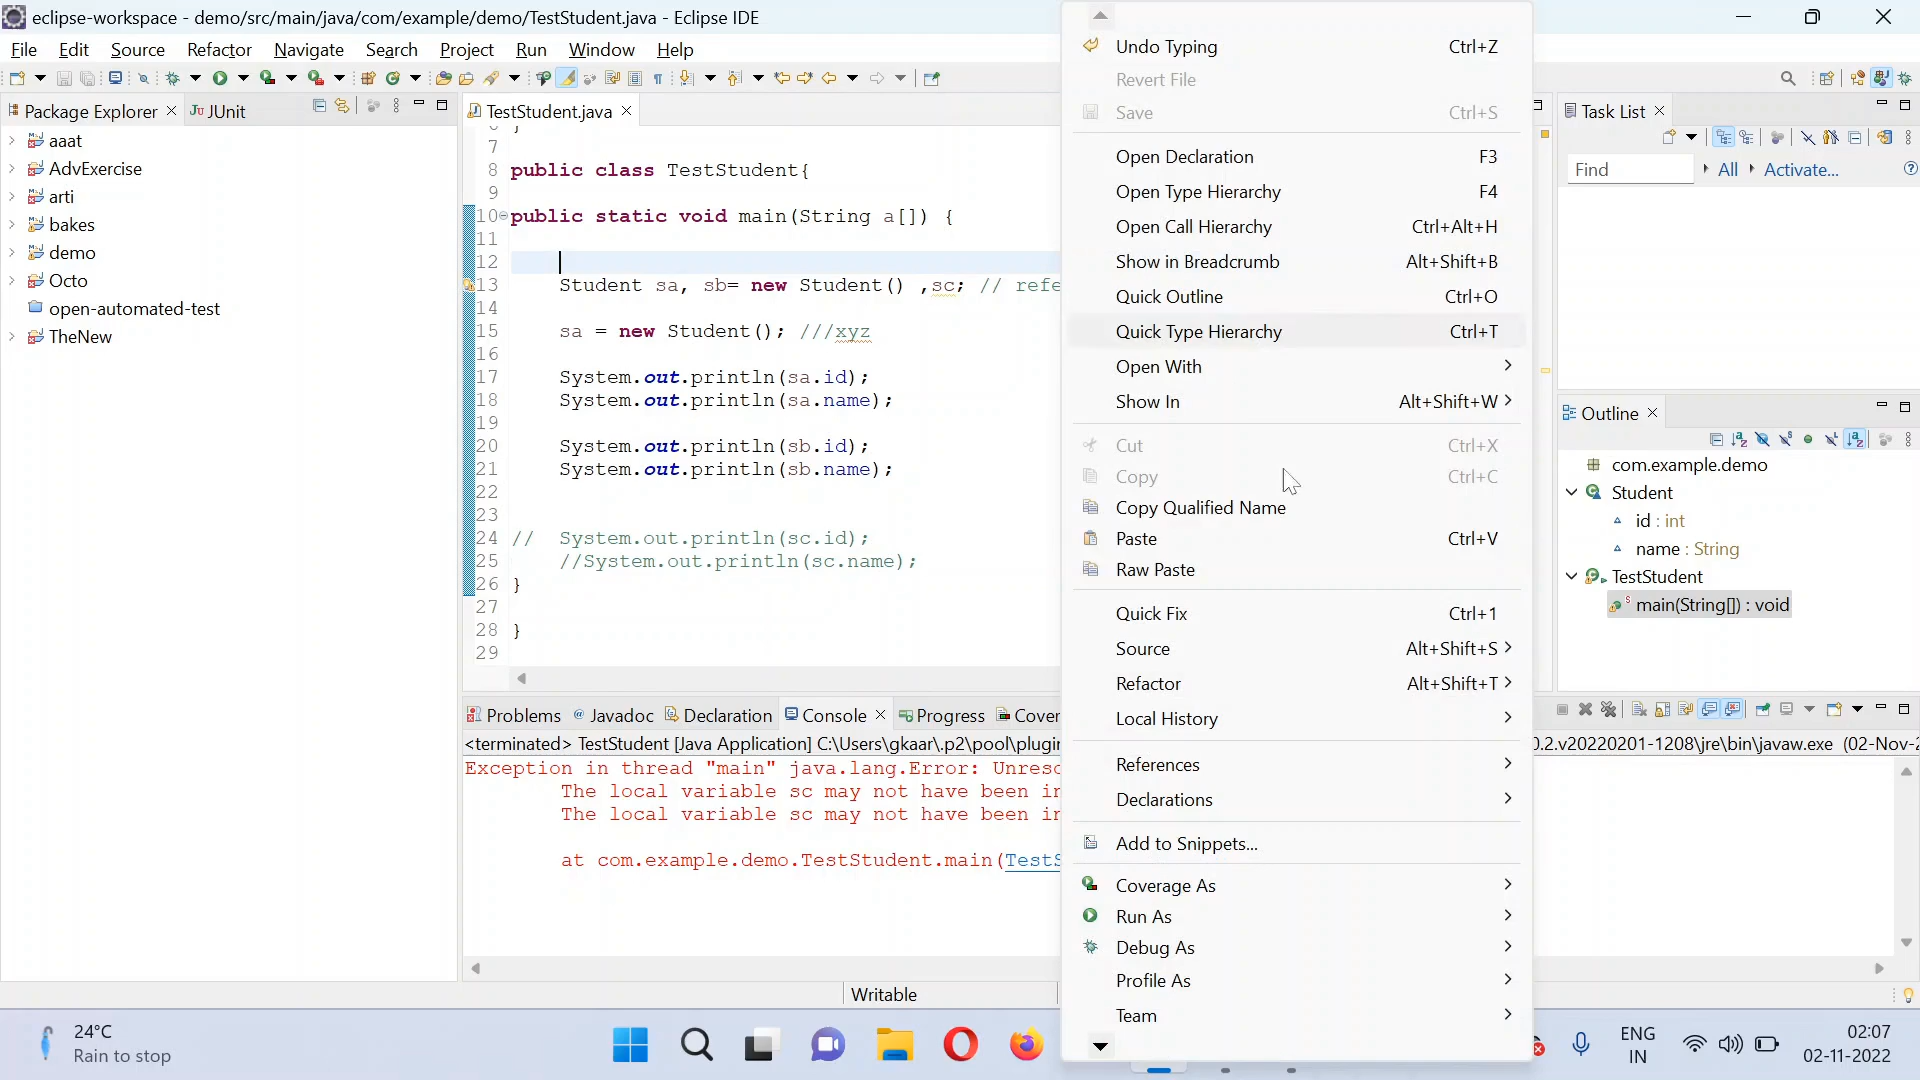 eclipse-workspace - demo/src/main/java/com/example/demo/TestStudent.java - Eclipse IDE
File Edit Source Refactor Navigate Search Project Run Window Help
Package Explorer
JUnit
aaat
AdvExercise
arti
bakes
demo
Octo
open-automated-test
TheNew
TestStudent.java
7
8 public class TestStudent{
9
10 public static void main(String a[]) {
11
12
13 Student sa, sb= new Student() ,sc; // refe
14
15 sa = new Student(); ///xyz
16
17 System.out.println(sa.id);
18 System.out.println(sa.name);
19
20 System.out.println(sb.id);
21 System.out.println(sb.name);
22
23
24 // System.out.println(sc.id);
25 //System.out.println(sc.name);
26 }
27
28 }
29
Problems @ Javadoc Declaration Console Progress Cover
<terminated> TestStudent [Java Application] C:\Users\gkaar\.p2\pool\plugin
0.2.v20220201-1208\jre\bin\javaw.exe (02-Nov-2
Exception in thread "main" java.lang.Error: Unreso
The local variable sc may not have been in
The local variable sc may not have been in
at com.example.demo.TestStudent.main(TestS
Writable
Undo Typing Ctrl+Z
Revert File
Save Ctrl+S
Open Declaration F3
Open Type Hierarchy F4
Open Call Hierarchy Ctrl+Alt+H
Show in Breadcrumb Alt+Shift+B
Quick Outline Ctrl+O
Quick Type Hierarchy Ctrl+T
Open With
Show In Alt+Shift+W
Cut Ctrl+X
Copy Ctrl+C
Copy Qualified Name
Paste Ctrl+V
Raw Paste
Quick Fix Ctrl+1
Source Alt+Shift+S
Refactor Alt+Shift+T
Local History
References
Declarations
Add to Snippets...
Coverage As
Run As
Debug As
Profile As
Team
Task List
Find All Activate...
Outline
com.example.demo
Student
id : int
name : String
TestStudent
main(String[]) : void
24°C
Rain to stop
ENG
IN
02:07
02-11-2022